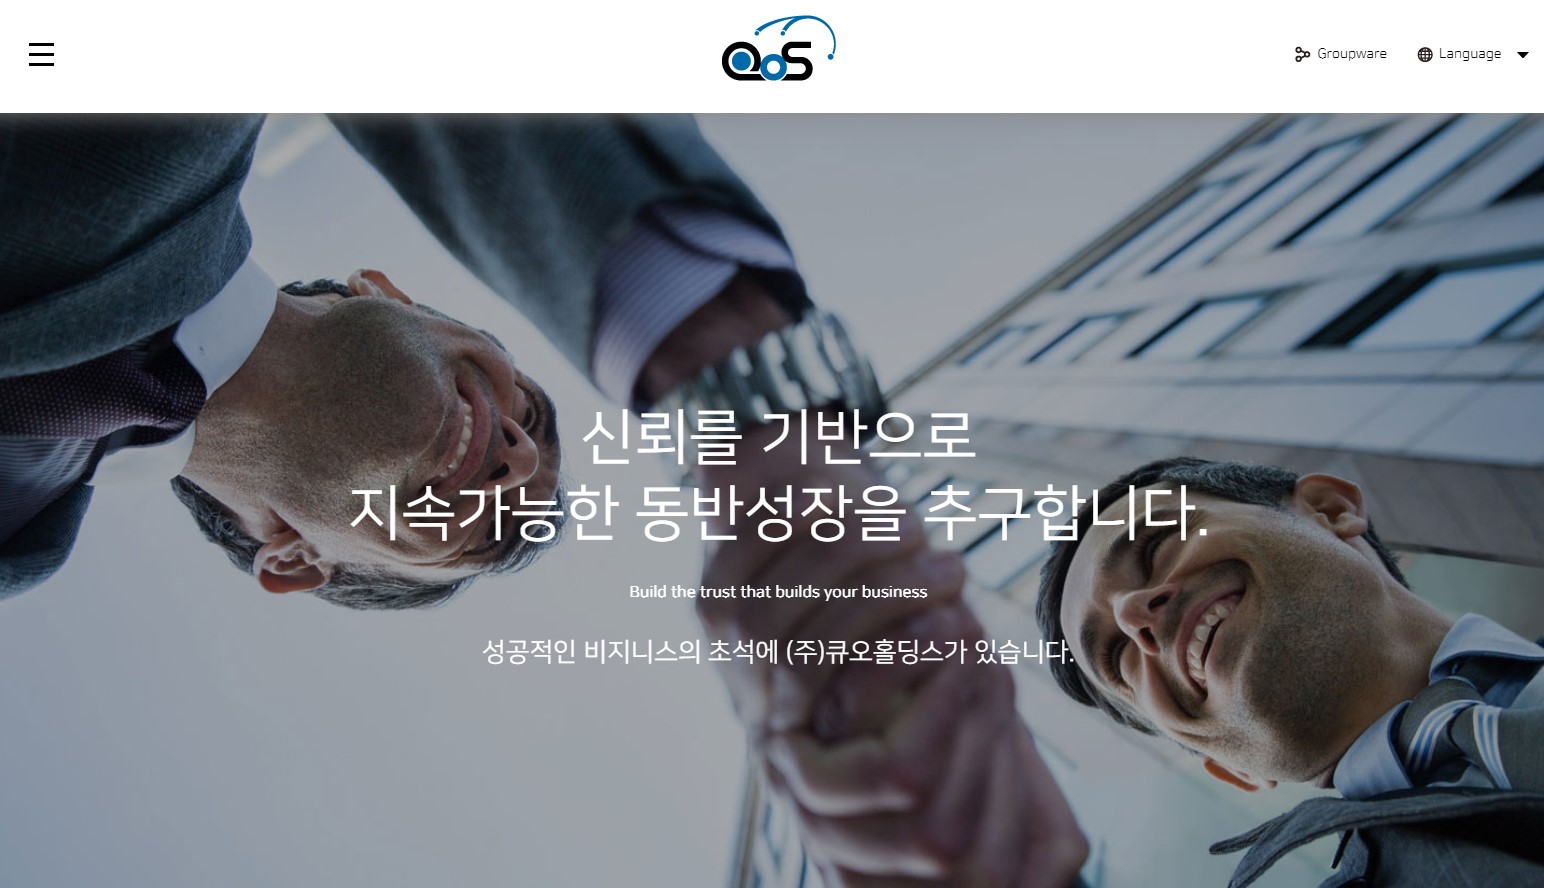 QoS
Groupware
Language
신뢰를 기반으로
지속가능한 동반성장을 추구합니다.
Build the trust that builds your business
성공적인 비지니스의 초석에 (주)큐오홀딩스가 있습니다.